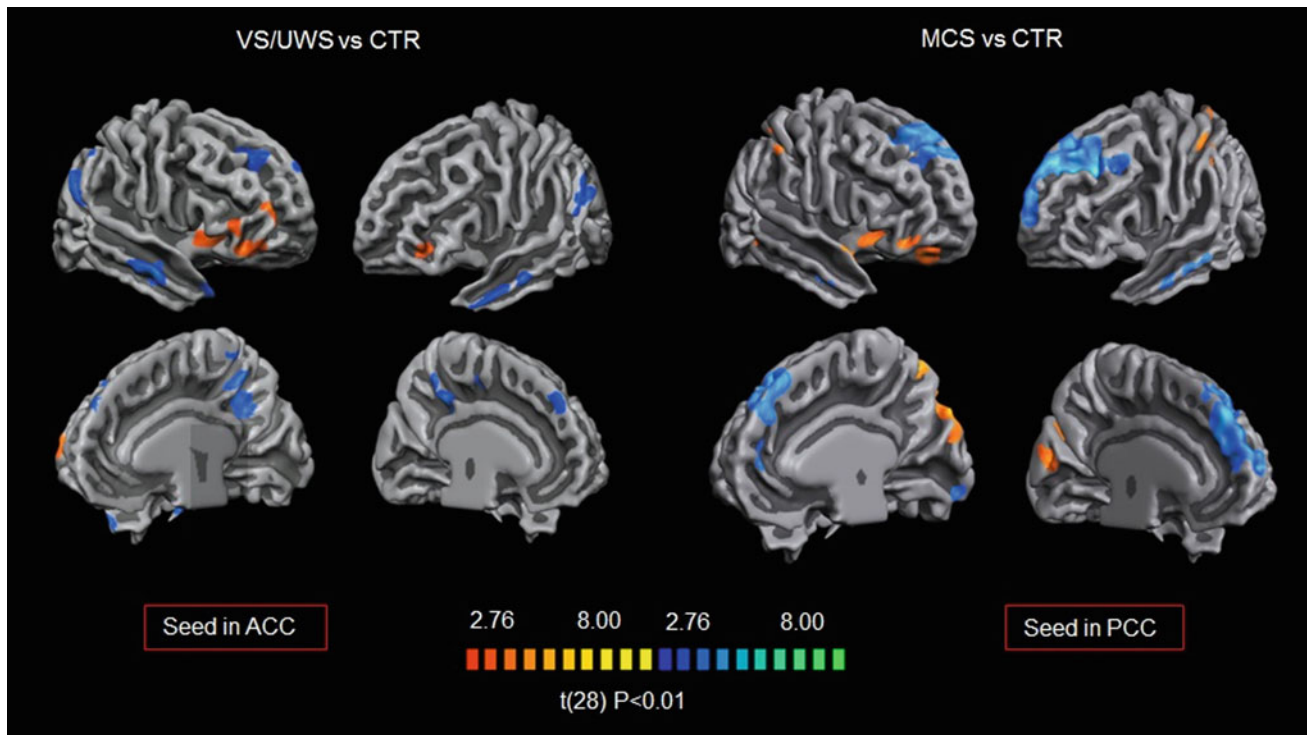 VS/UWS vs CTR
MCS vs CTR
Seed in ACC
2.76 8.00 2.76 8.00
Seed in PCC
t(28) P<0.01